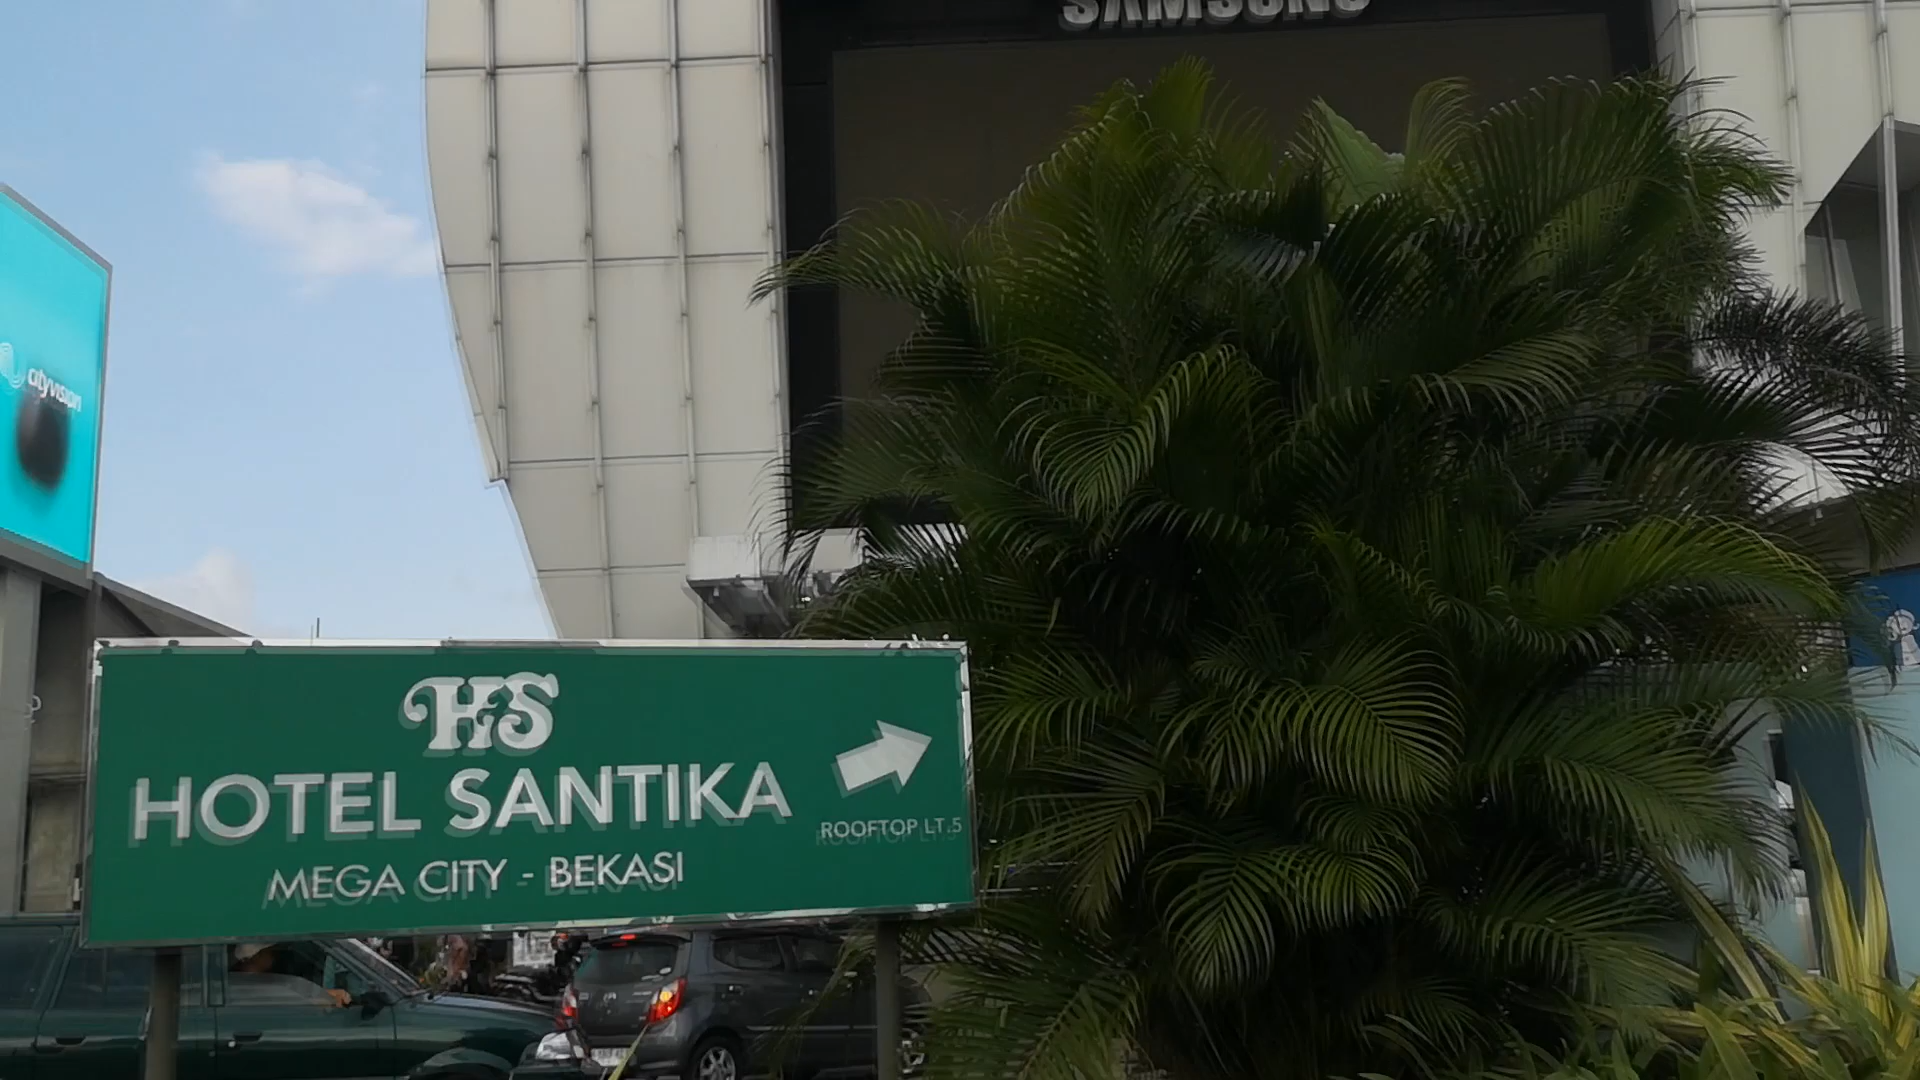 SAMSUNG
cityvision
HS
HOTEL SANTIKA
ROOFTOP LT.5
MEGA CITY - BEKASI